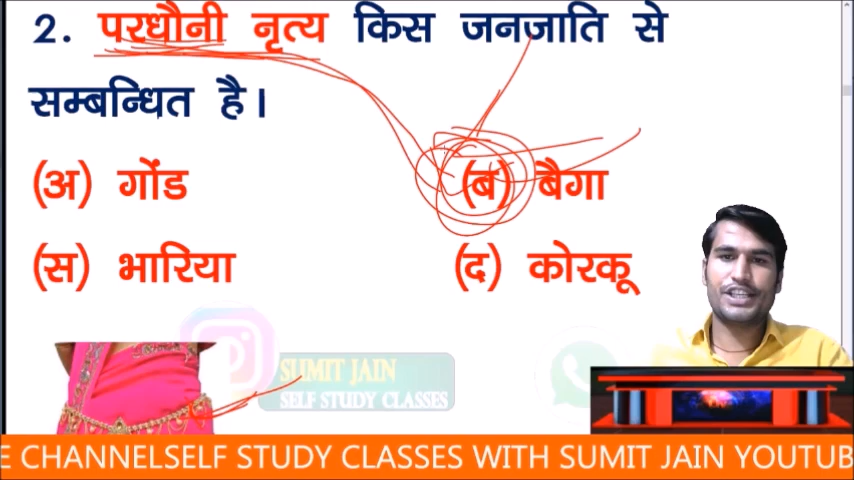 2. परधौनी नृत्य किस जनजाति से
सम्बन्धित है।
(अ) गोंड
(ब) बैगा
(स) भारिया
(द) कोरकू
SUMIT JAIN
SELF STUDY CLASSES
E CHANNELSELF STUDY CLASSES WITH SUMIT JAIN YOUTUB